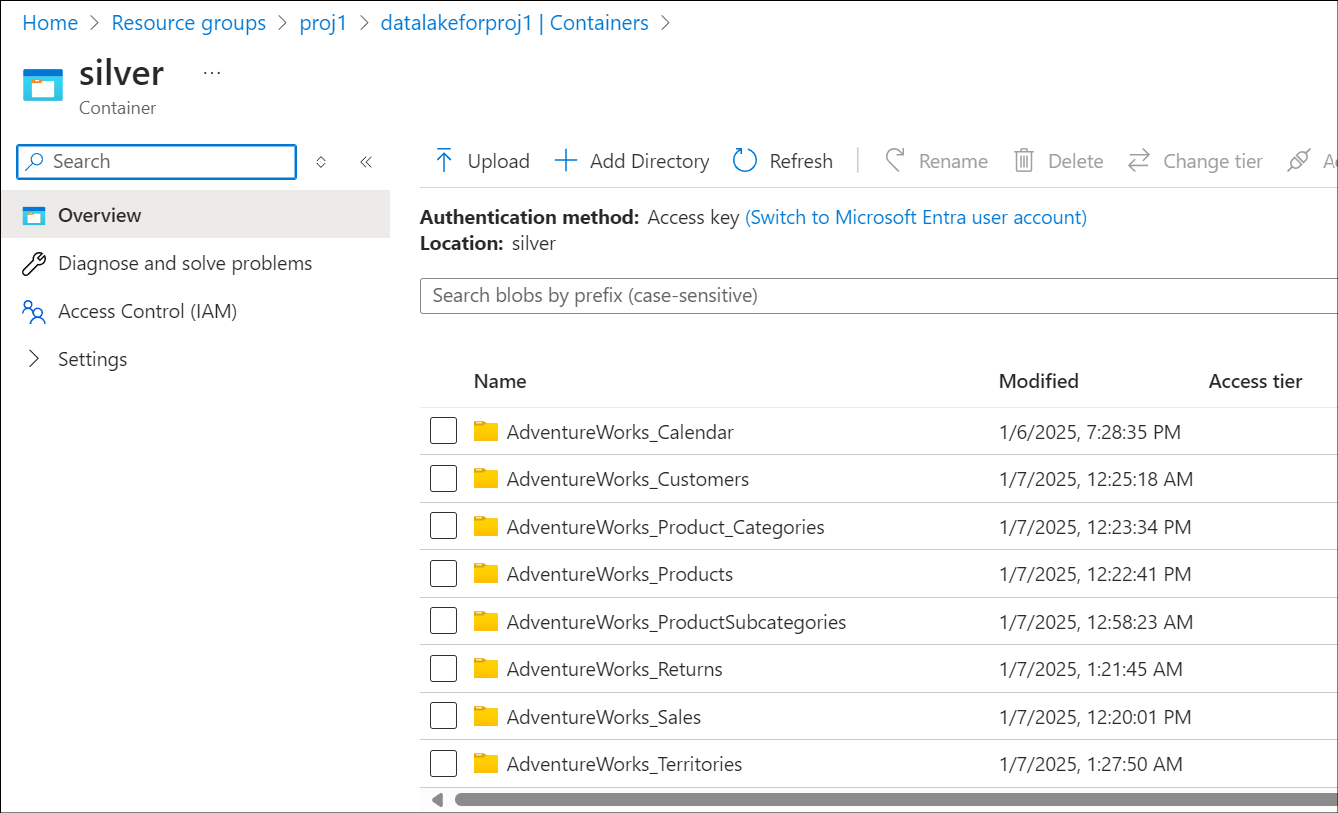 Home > Resource groups > proj1 > datalakeforproj1 | Containers >
silver ...
Container
Search
Upload Add Directory Refresh Rename Delete Change tier
Overview
Diagnose and solve problems
Access Control (IAM)
Settings
Authentication method: Access key (Switch to Microsoft Entra user account)
Location: silver
Search blobs by prefix (case-sensitive)
Name Modified Access tier
AdventureWorks_Calendar 1/6/2025, 7:28:35 PM
AdventureWorks_Customers 1/7/2025, 12:25:18 AM
AdventureWorks_Product_Categories 1/7/2025, 12:23:34 PM
AdventureWorks_Products 1/7/2025, 12:22:41 PM
AdventureWorks_ProductSubcategories 1/7/2025, 12:58:23 AM
AdventureWorks_Returns 1/7/2025, 1:21:45 AM
AdventureWorks_Sales 1/7/2025, 12:20:01 PM
AdventureWorks_Territories 1/7/2025, 1:27:50 AM